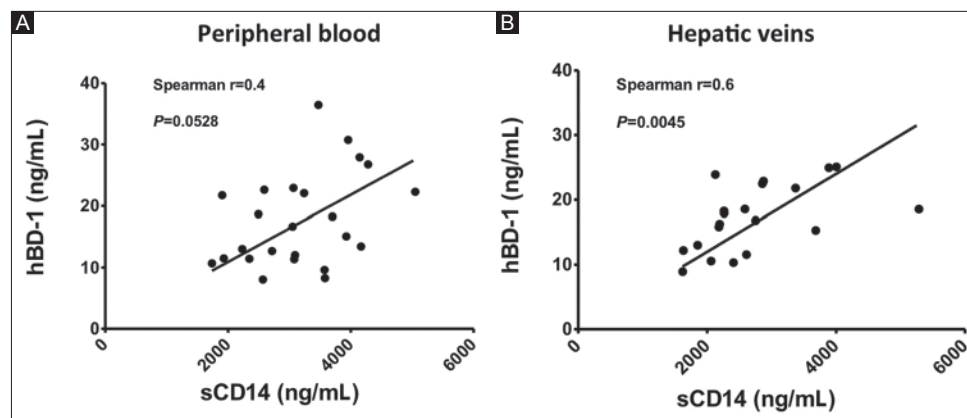 A
Peripheral blood
Spearman r=0.4
P=0.0528
hBD-1 (ng/mL)
40
30
20
10
0
0
2000
4000
6000
sCD14 (ng/mL)
B
Hepatic veins
Spearman r=0.6
P=0.0045
hBD-1 (ng/mL)
40
30
20
10
0
0
2000
4000
6000
sCD14 (ng/mL)